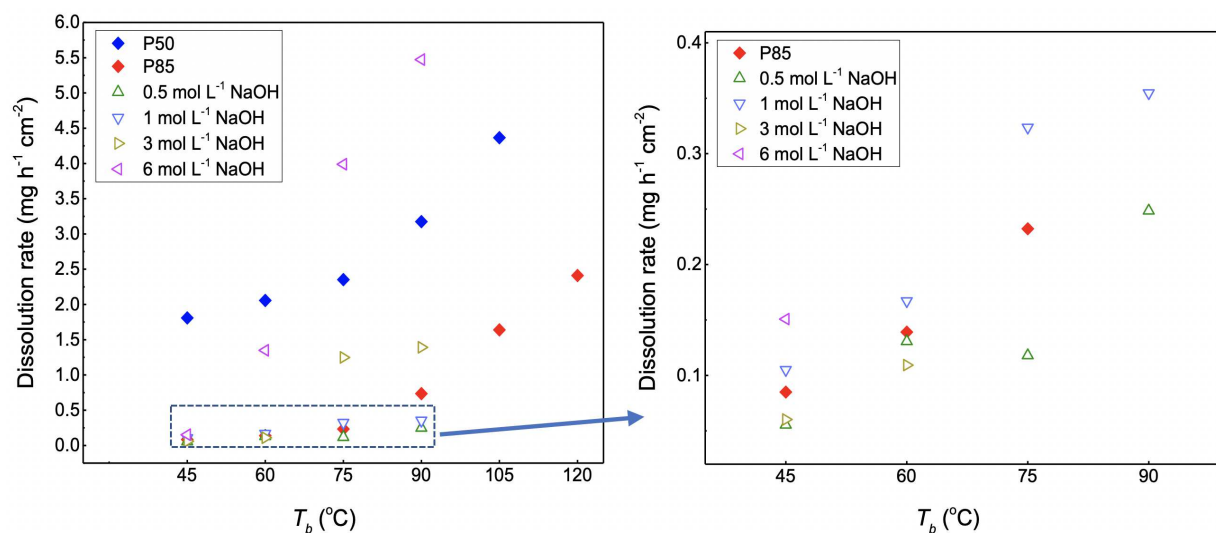 6.0
5.5
5.0
4.5
4.0
3.5
3.0
2.5
2.0
1.5
1.0
0.5
0.0
Dissolution rate (mg h⁻¹ cm⁻²)
P50
P85
0.5 mol L⁻¹ NaOH
1 mol L⁻¹ NaOH
3 mol L⁻¹ NaOH
6 mol L⁻¹ NaOH
45 60 75 90 105 120
T_b (°C)
0.4
0.3
0.2
0.1
Dissolution rate (mg h⁻¹ cm⁻²)
P85
0.5 mol L⁻¹ NaOH
1 mol L⁻¹ NaOH
3 mol L⁻¹ NaOH
6 mol L⁻¹ NaOH
45 60 75 90
T_b (°C)